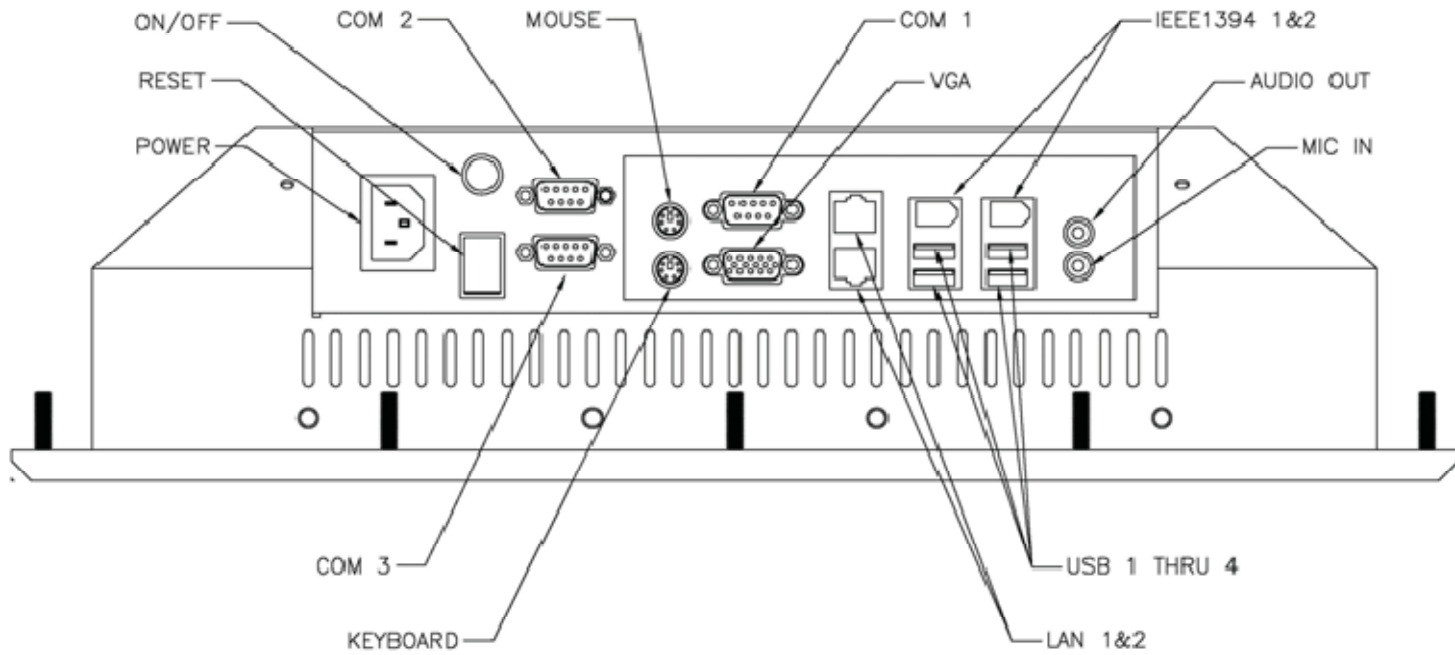 ON/OFF
COM 2
MOUSE
COM 1
IEEE1394 1&2
RESET
VGA
AUDIO OUT
POWER
MIC IN
COM 3
USB 1 THRU 4
KEYBOARD
LAN 1&2